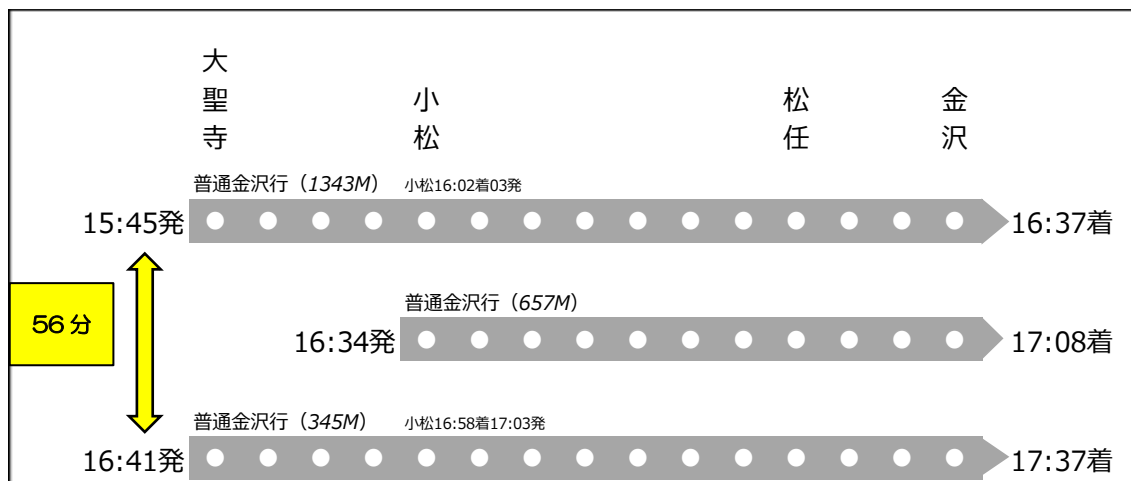 大聖寺
小松
松任
金沢
普通金沢行（1343M） 小松16:02着03発
15:45発
16:37着
56分
普通金沢行（657M）
16:34発
17:08着
普通金沢行（345M） 小松16:58着17:03発
16:41発
17:37着